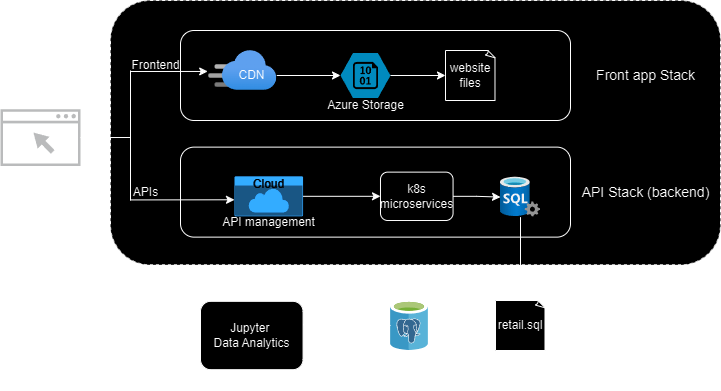 Frontend
CDN
10
01
Azure Storage
website
files
Front app Stack
APIs
Cloud
API management
k8s
microservices
SQL
API Stack (backend)
Jupyter
Data Analytics
retail.sql